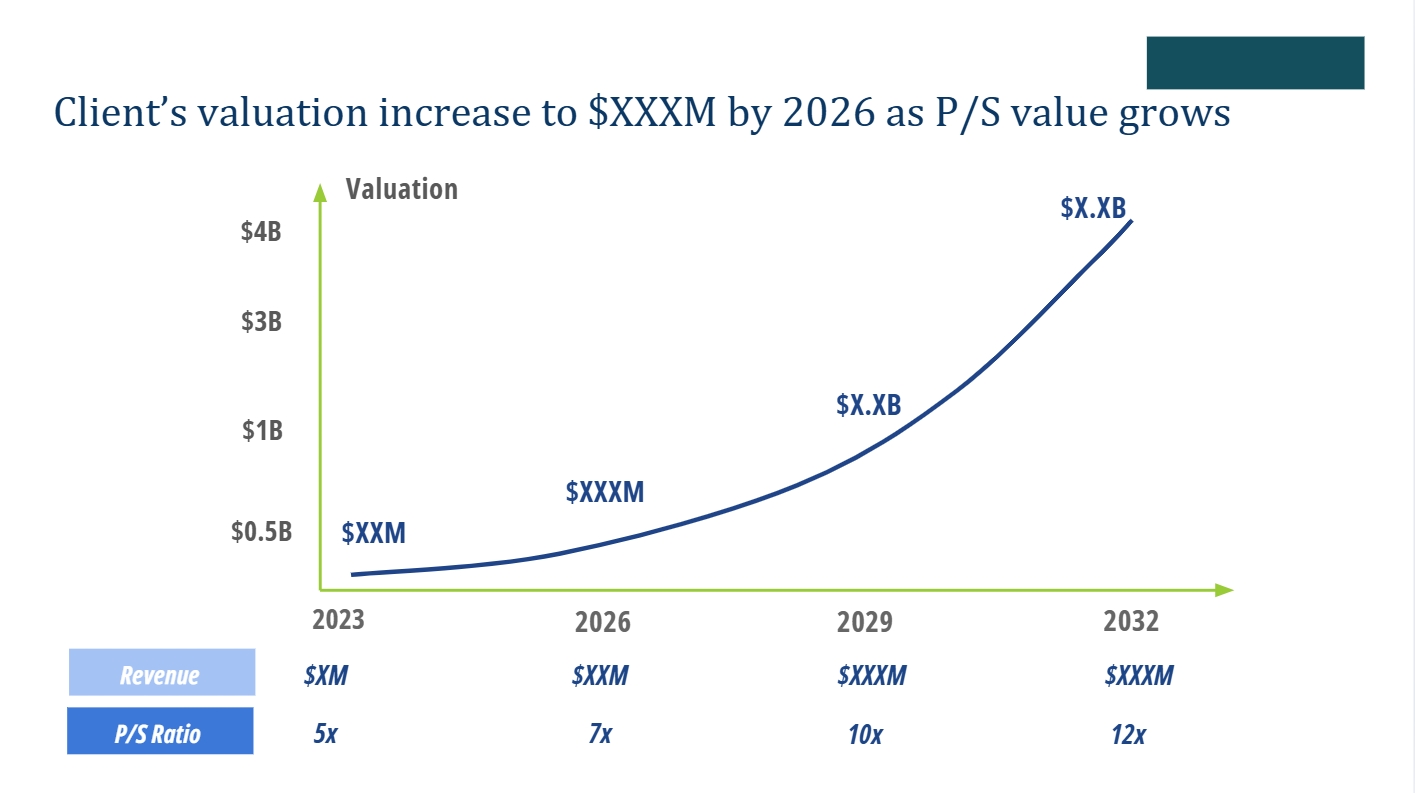 Client’s valuation increase to $XXXM by 2026 as P/S value grows
Valuation
$4B
$3B
$1B
$0.5B
$XXM
$XXXM
$X.XB
$X.XB
2023 2026 2029 2032
Revenue $XM $XXM $XXXM $XXXM
P/S Ratio 5x 7x 10x 12x